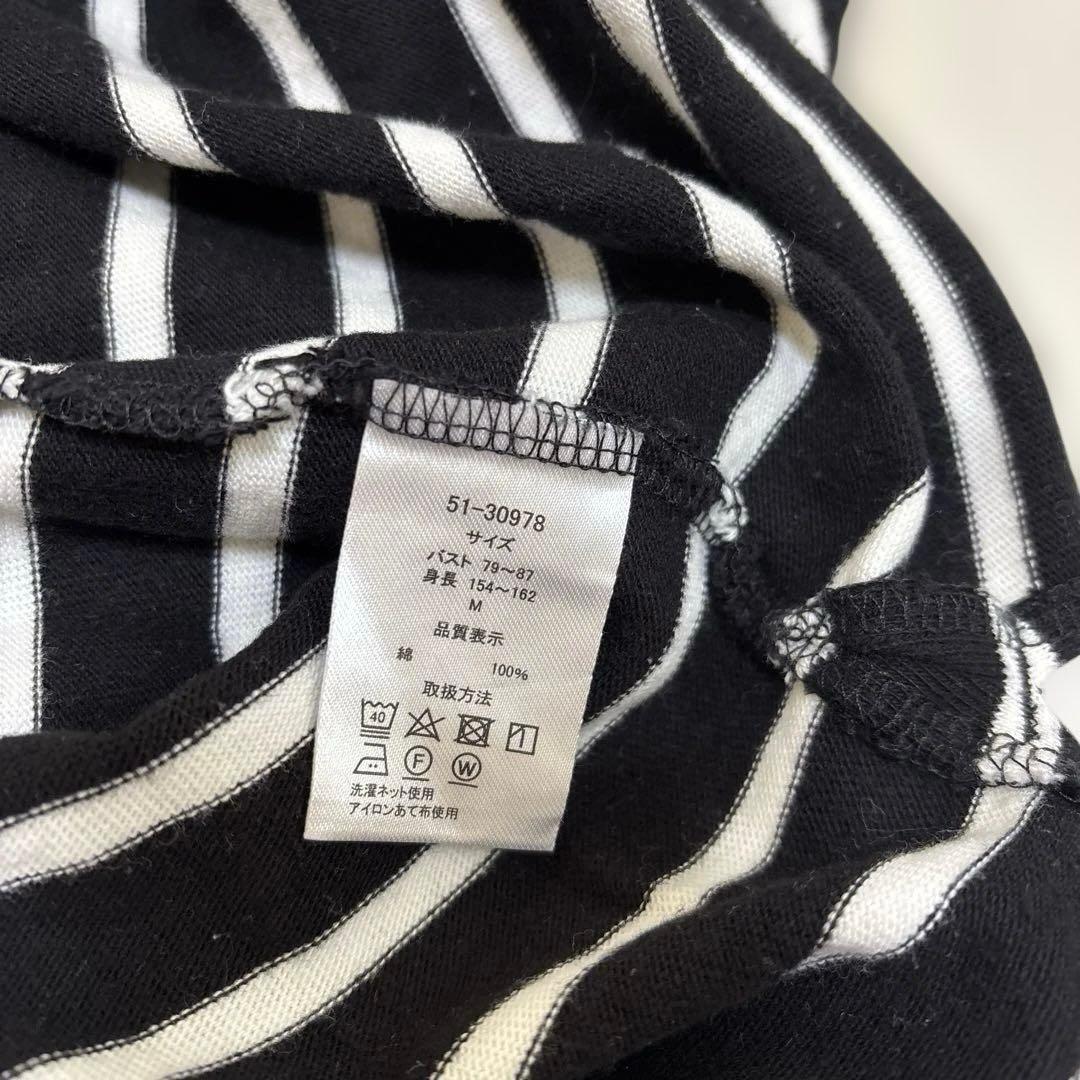 51-30978
サイズ
バスト 79～87
身長 154～162
M
品質表示
綿 100%
取扱方法
40
F W
洗濯ネット使用
アイロンあて布使用